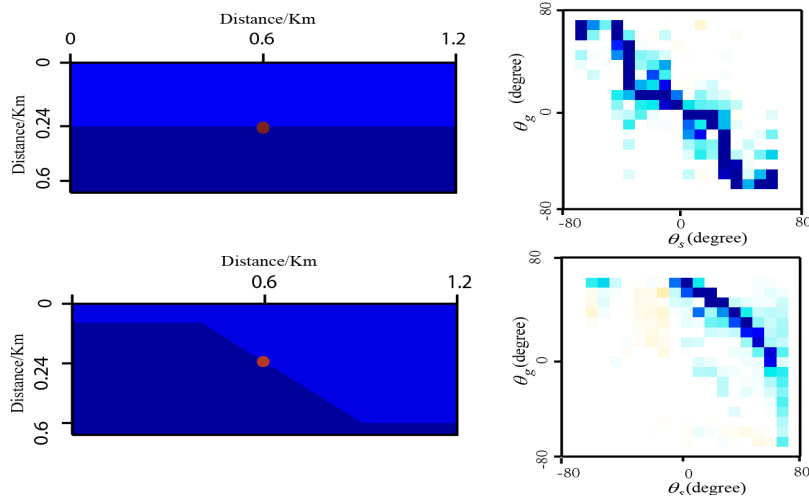 Distance/Km
0 0.6 1.2
0
0.24
0.6
Distance/Km
80
0
-80
θg (degree)
-80 0 80
θs (degree)
Distance/Km
0.6 1.2
0
0.24
0.6
Distance/Km
80
0
-80
θg (degree)
-80 0 80
θs (degree)